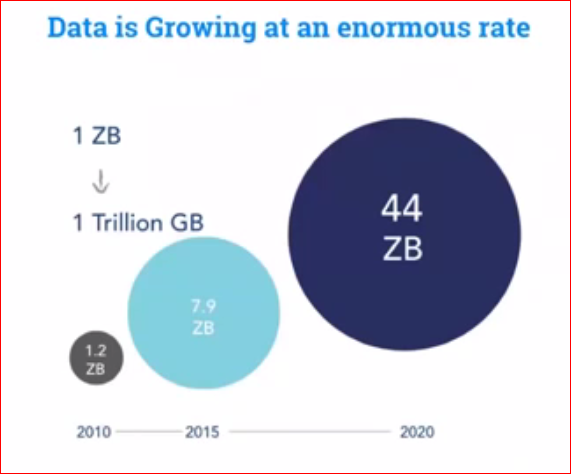 Data is Growing at an enormous rate
1 ZB
1 Trillion GB
44
ZB
7.9
ZB
1.2
ZB
2010
2015
2020